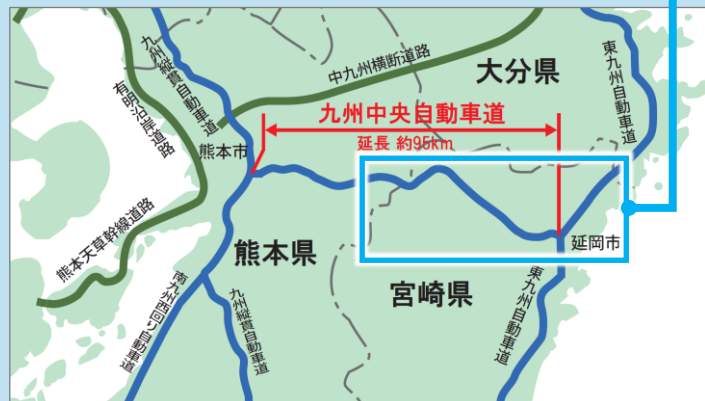 九州縦貫自動車道
有明沿岸道路
中九州横断道路
大分県
東九州自動車道
九州中央自動車道
延長 約95km
熊本市
熊本天草幹線道路
熊本県
延岡市
宮崎県
南九州西回り自動車道
九州縦貫自動車道
東九州自動車道